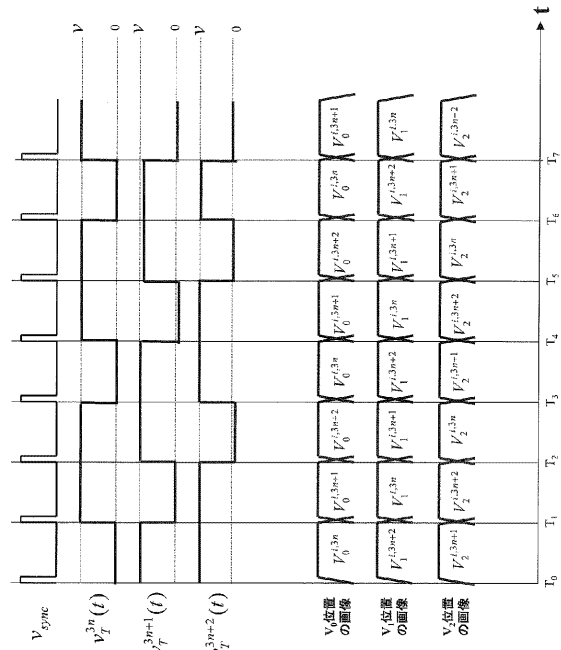 V_sync
v_T^{3n}(t) V 0
v_T^{3n+1}(t) V 0
v_T^{3n+2}(t) V 0
V₀位置の画像 V_0^{i,3n} V_0^{i,3n+1} V_0^{i,3n+2} V_0^{i,3n} V_0^{i,3n+1} V_0^{i,3n+2} V_0^{i,3n} V_0^{i,3n+1}
V₁位置の画像 V_1^{i,3n+2} V_1^{i,3n} V_1^{i,3n+1} V_1^{i,3n+2} V_1^{i,3n} V_1^{i,3n+1} V_1^{i,3n+2} V_1^{i,3n}
V₂位置の画像 V_2^{i,3n+1} V_2^{i,3n+2} V_2^{i,3n} V_2^{i,3n-1} V_2^{i,3n+2} V_2^{i,3n} V_2^{i,3n+1} V_2^{i,3n-2}
T₀ T₁ T₂ T₃ T₄ T₅ T₆ T₇ t